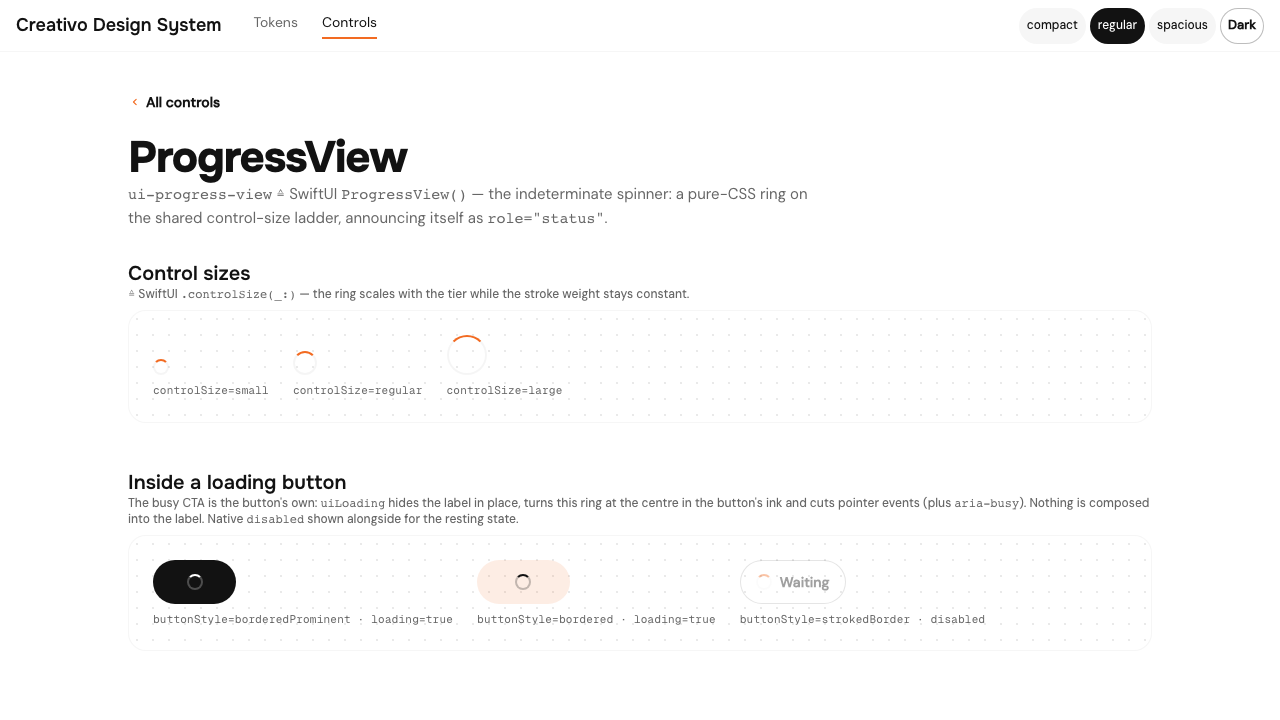 Creativo Design System
Tokens
Controls
compact
regular
spacious
Dark
‹ All controls
ProgressView
ui-progress-view ≙ SwiftUI ProgressView() — the indeterminate spinner: a pure-CSS ring on
the shared control-size ladder, announcing itself as role="status".
Control sizes
≙ SwiftUI .controlSize(_:) — the ring scales with the tier while the stroke weight stays constant.
controlSize=small
controlSize=regular
controlSize=large
Inside a loading button
The busy CTA is the button's own: uiLoading hides the label in place, turns this ring at the centre in the button's ink and cuts pointer events (plus aria-busy). Nothing is composed
into the label. Native disabled shown alongside for the resting state.
Waiting
buttonStyle=borderedProminent · loading=true
buttonStyle=bordered · loading=true
buttonStyle=strokedBorder · disabled